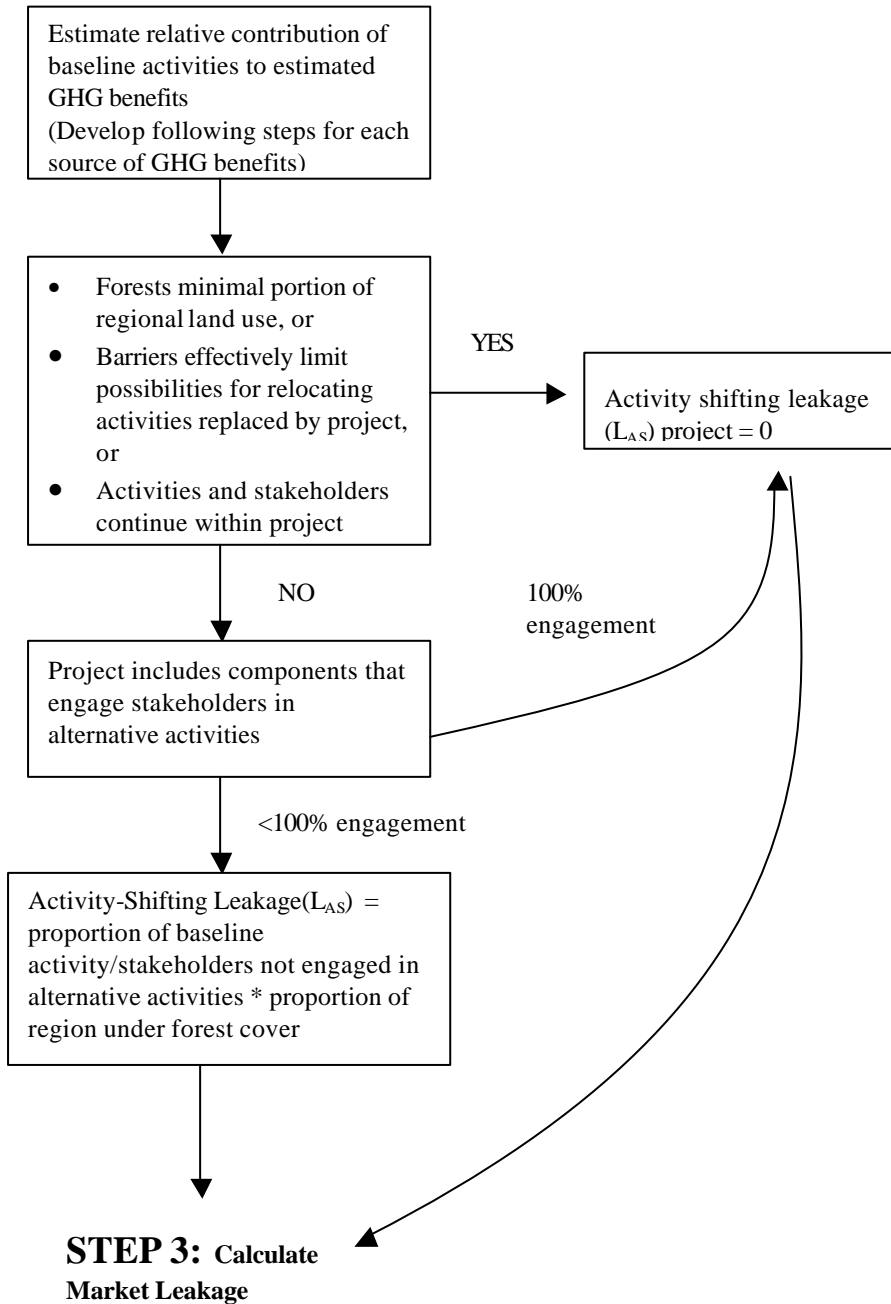 Estimate relative contribution of
baseline activities to estimated
GHG benefits
(Develop following steps for each
source of GHG benefits)
• Forests minimal portion of
regional land use, or
• Barriers effectively limit
possibilities for relocating
activities replaced by project,
or
• Activities and stakeholders
continue within project
YES
Activity shifting leakage
(LAS) project = 0
NO
100%
engagement
Project includes components that
engage stakeholders in
alternative activities
<100% engagement
Activity-Shifting Leakage(LAS) =
proportion of baseline
activity/stakeholders not engaged in
alternative activities * proportion of
region under forest cover
STEP 3: Calculate
Market Leakage